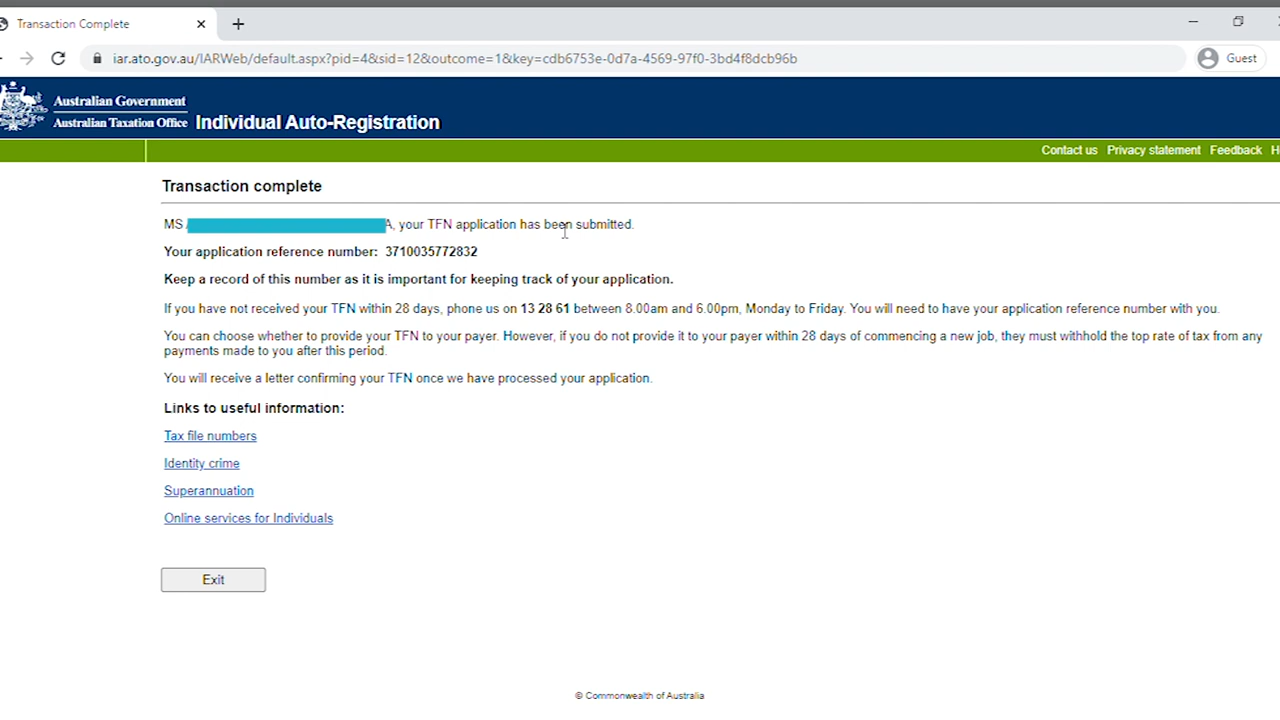 Transaction Complete
iar.ato.gov.au/IARWeb/default.aspx?pid=4&sid=12&outcome=1&key=cdb6753e-0d7a-4569-97f0-3bd4f8dcb96b
Guest
Australian Government
Australian Taxation Office Individual Auto-Registration
Contact us Privacy statement Feedback
Transaction complete
MS A, your TFN application has been submitted.
Your application reference number: 3710035772832
Keep a record of this number as it is important for keeping track of your application.
If you have not received your TFN within 28 days, phone us on 13 28 61 between 8.00am and 6.00pm, Monday to Friday. You will need to have your application reference number with you.
You can choose whether to provide your TFN to your payer. However, if you do not provide it to your payer within 28 days of commencing a new job, they must withhold the top rate of tax from any
payments made to you after this period.
You will receive a letter confirming your TFN once we have processed your application.
Links to useful information:
Tax file numbers
Identity crime
Superannuation
Online services for Individuals
Exit
© Commonwealth of Australia